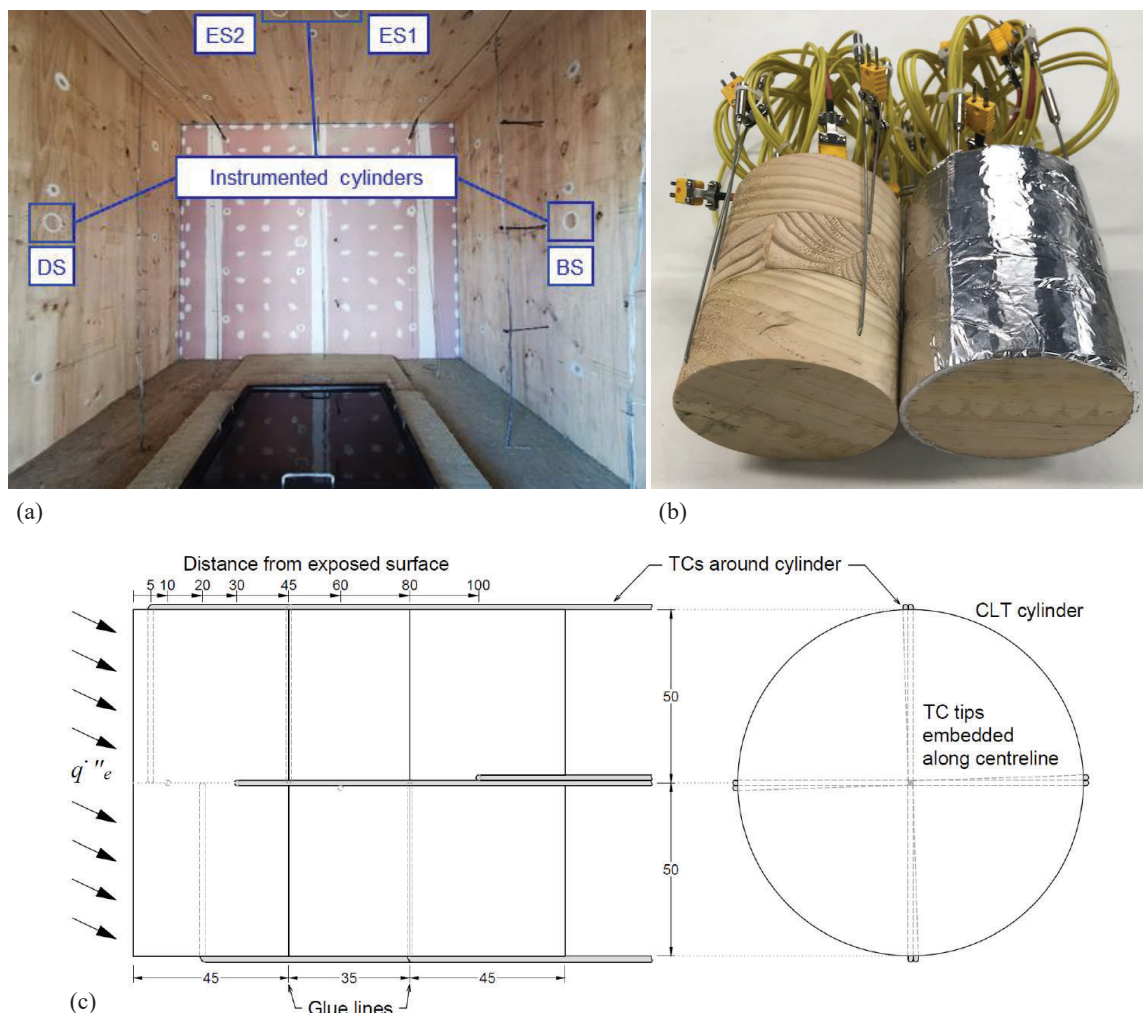 ES2
ES1
Instrumented cylinders
DS
BS
(a)
(b)
Distance from exposed surface
5 10 20 30 45 60 80 100
TCs around cylinder
CLT cylinder
50
TC tips
embedded
along centreline
q̇ "e
50
45 35 45
(c)
Glue lines